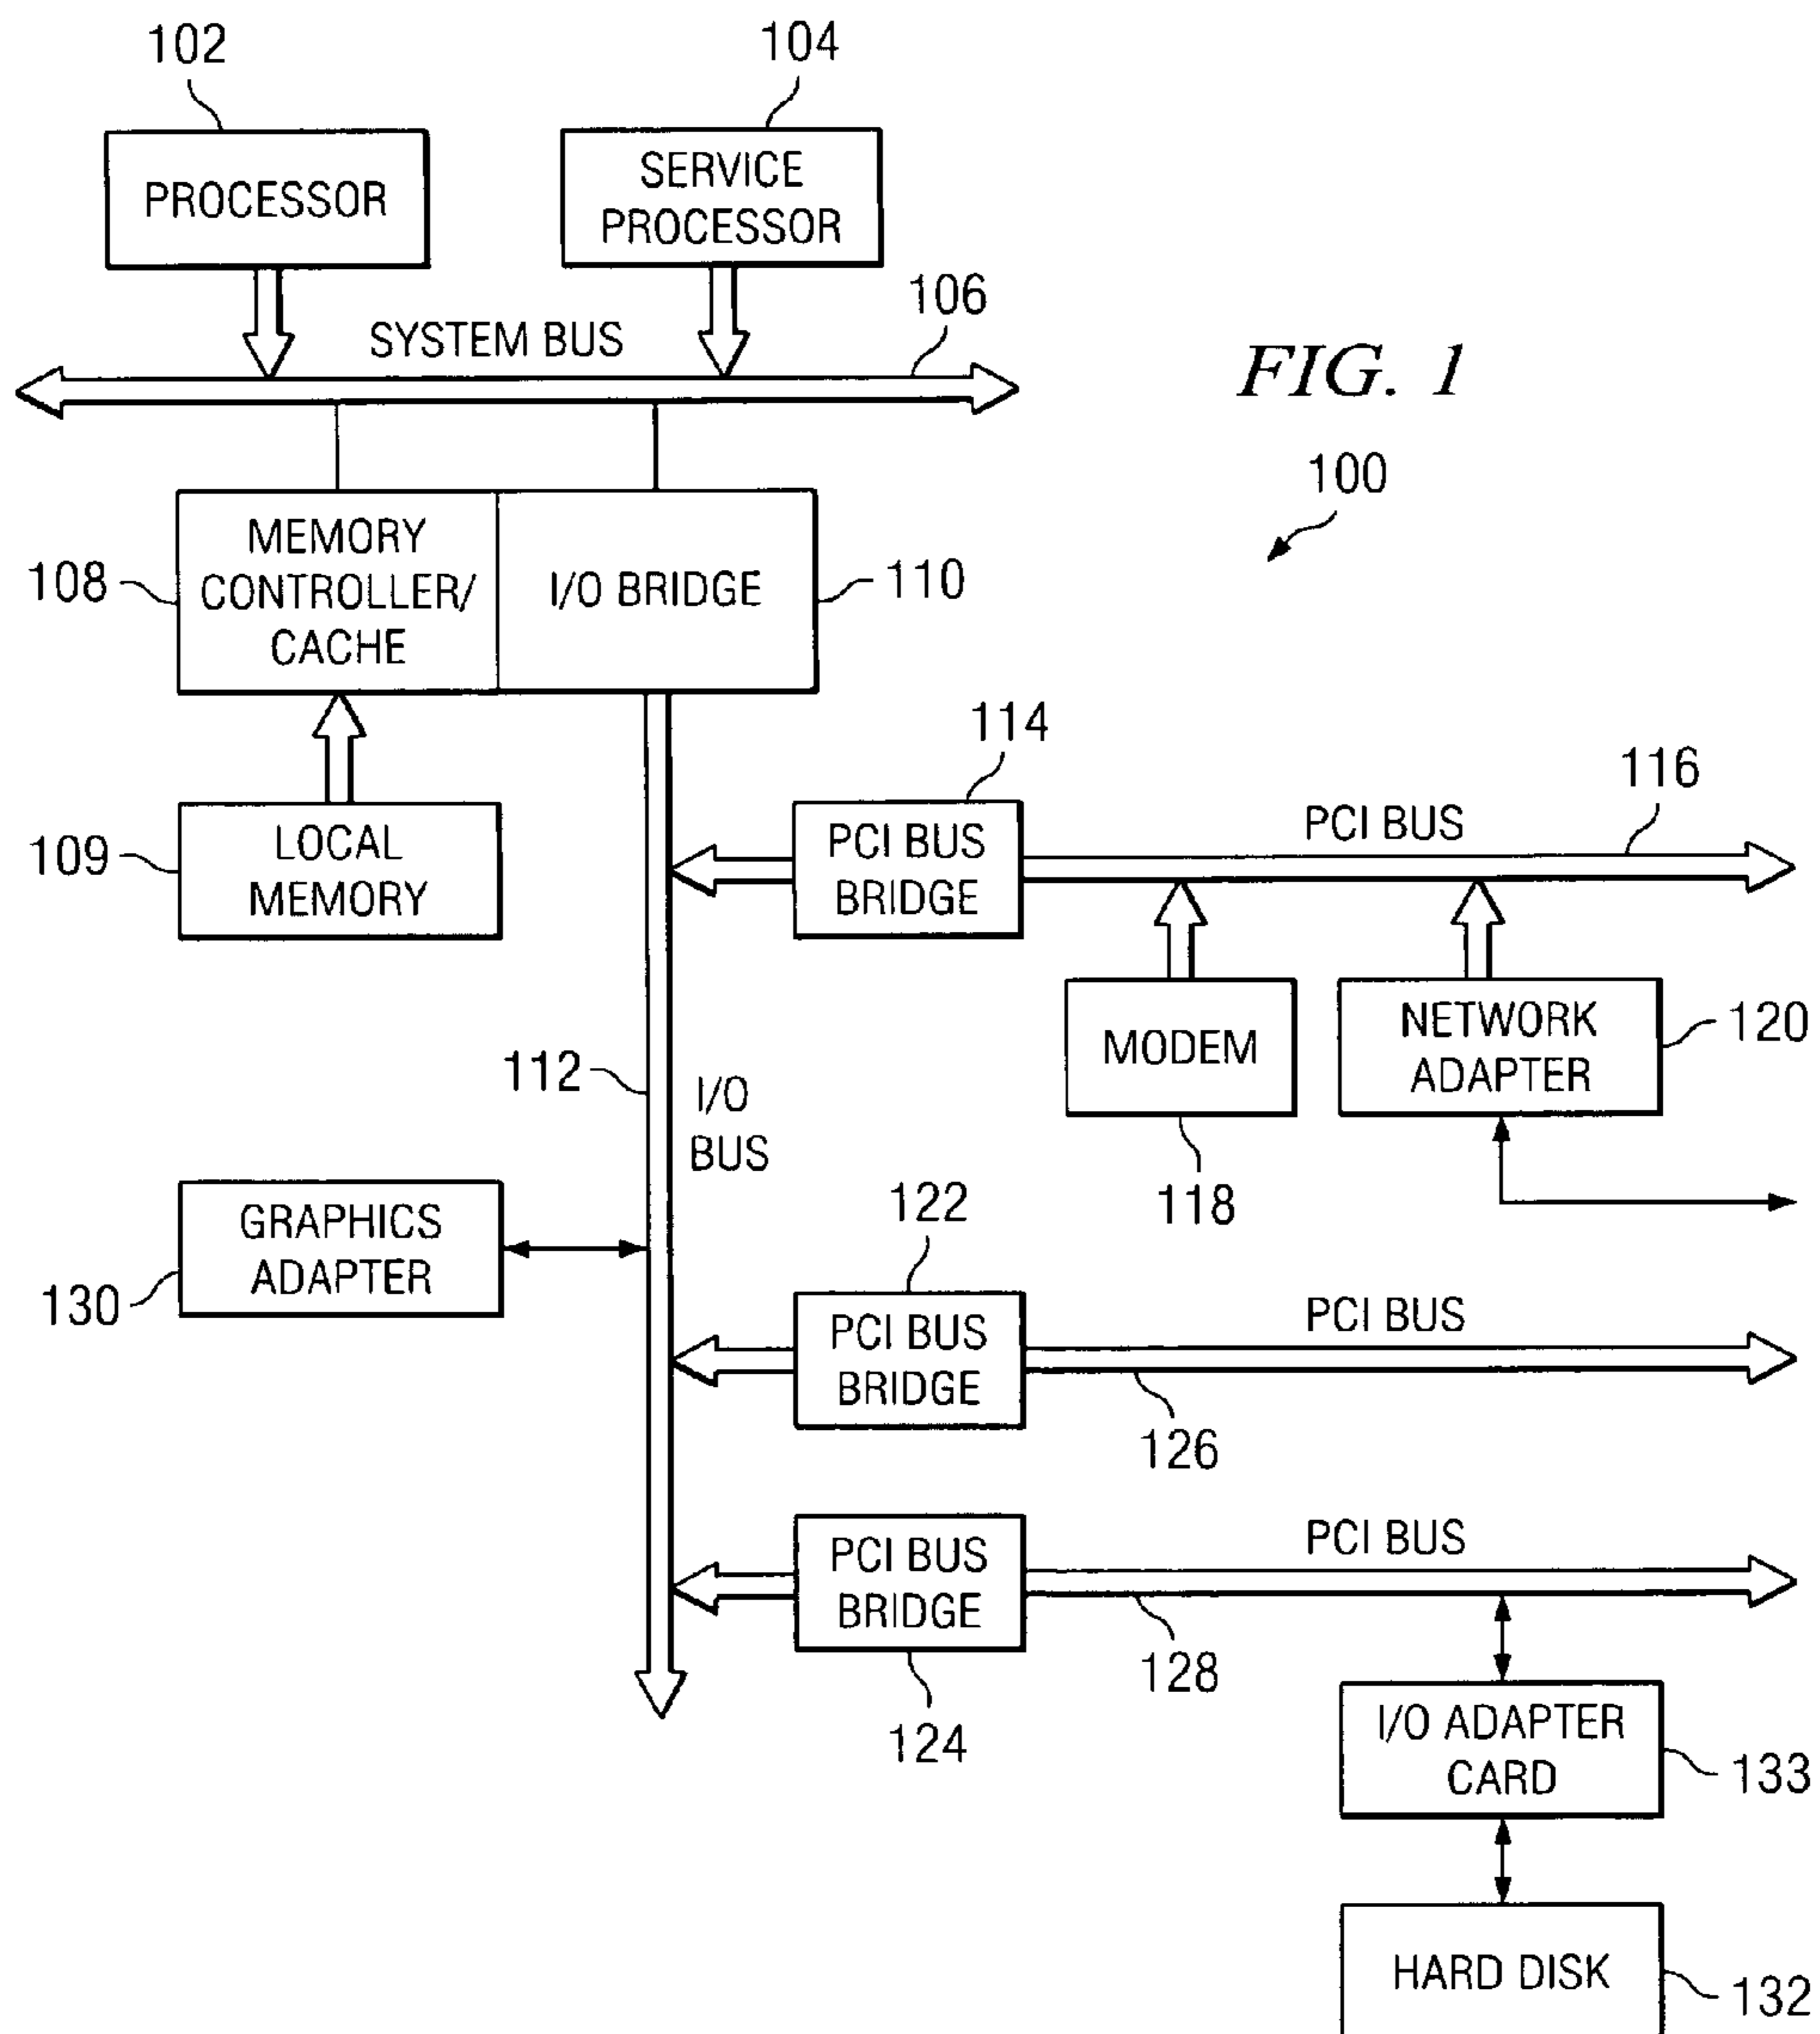 102
104
PROCESSOR
SERVICE
PROCESSOR
106
SYSTEM BUS
FIG. 1
100
MEMORY
CONTROLLER/
CACHE
108
I/O BRIDGE
110
114
116
PCI BUS
LOCAL
MEMORY
109
PCI BUS
BRIDGE
MODEM
NETWORK
ADAPTER
120
112
I/O
BUS
118
GRAPHICS
ADAPTER
130
122
PCI BUS
BRIDGE
PCI BUS
126
PCI BUS
BRIDGE
PCI BUS
128
124
I/O ADAPTER
CARD
133
HARD DISK
132